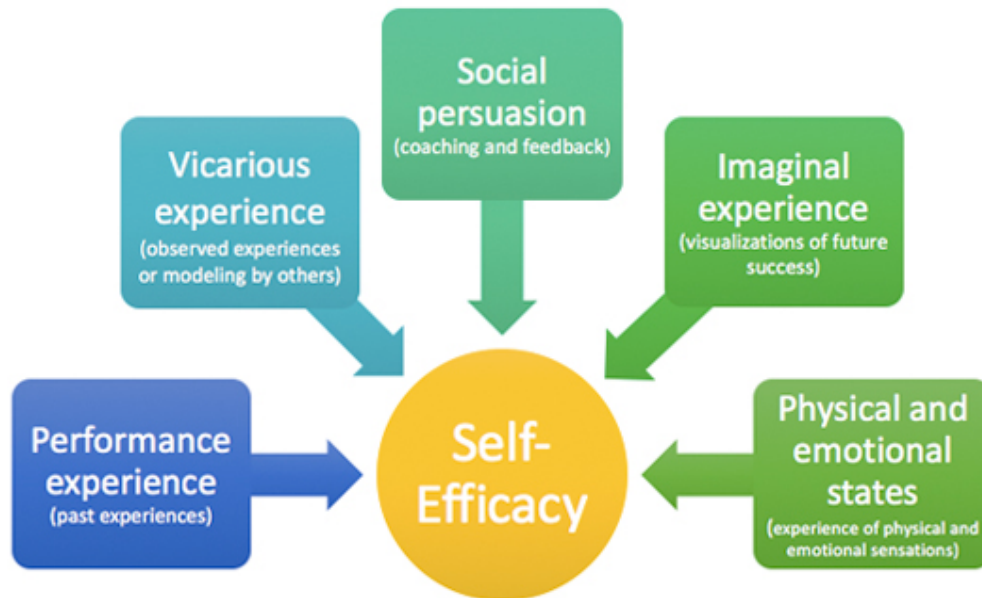 Social
persuasion
(coaching and feedback)
Vicarious
experience
(observed experiences
or modeling by others)
Imaginal
experience
(visualizations of future
success)
Performance
experience
(past experiences)
Self-
Efficacy
Physical and
emotional
states
(experience of physical and
emotional sensations)